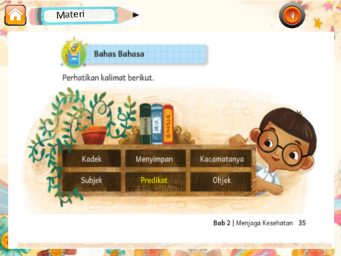 Materi
Bahas Bahasa
Perhatikan kalimat berikut.
Kadek Menyimpan Kacamatanya
Subjek Predikat Objek
Bab 2 | Menjaga Kesehatan 35